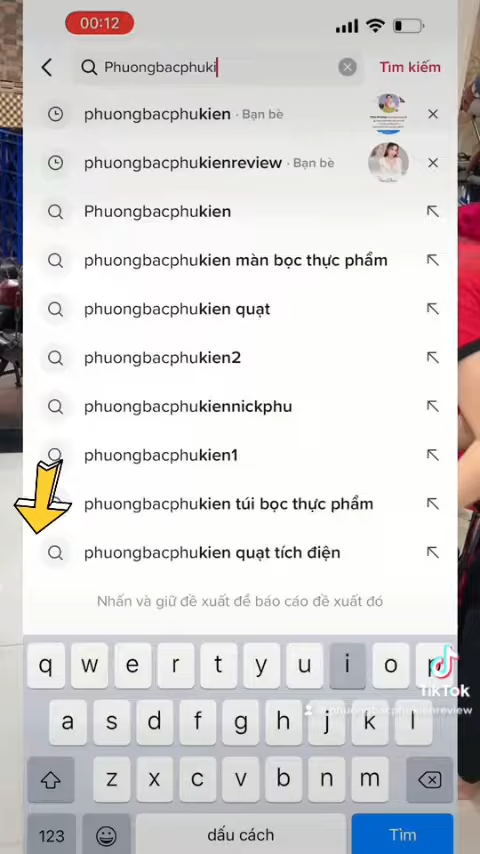 00:12
Phuongbacphuki
Tìm kiếm
phuongbacphukien · Bạn bè
phuongbacphukienreview · Bạn bè
Phuongbacphukien
phuongbacphukien màn bọc thực phẩm
phuongbacphukien quạt
phuongbacphukien2
phuongbacphukiennickphu
phuongbacphukien1
phuongbacphukien túi bọc thực phẩm
phuongbacphukien quạt tích điện
Nhấn và giữ đề xuất để báo cáo đề xuất đó
q w e r t y u i o p
TikTok
@phuongbacphukienreview
a s d f g h j k l
z x c v b n m
123 dấu cách Tìm